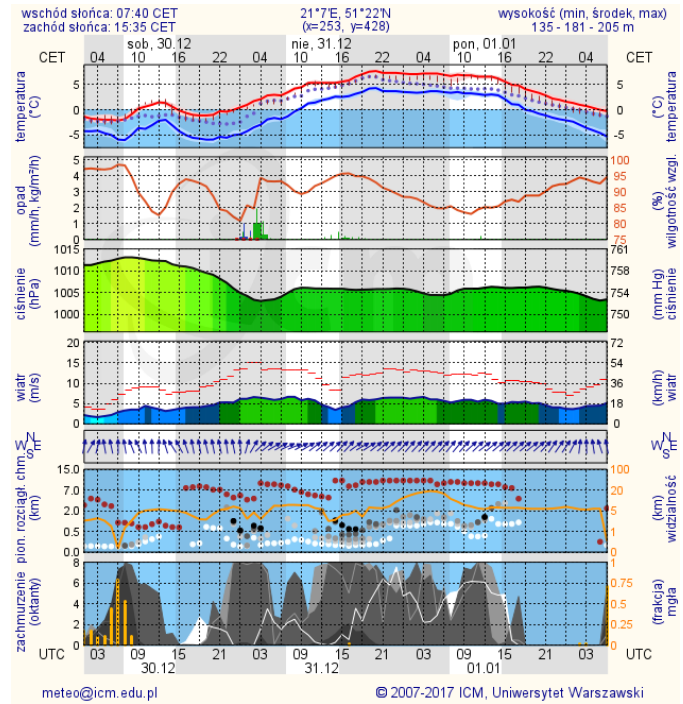 wschód słońca: 07:40 CET 21°7'E, 51°22'N wysokość (min, środek, max)
zachód słońca: 15:35 CET (x=253, y=428) 135 - 181 - 205 m
sob, 30.12 nie, 31.12 pon, 01.01
CET 04 10 16 22 04 10 16 22 04 10 16 22 04 CET
temperatura (°C)
5
0
-5
5
0
-5
temperatura (°C)
opad (mm/h, kg/m²/h)
5
4
3
2
1
0
100
95
90
85
80
75
(%) wilgotność wzgl.
ciśnienie (hPa)
1015
1010
1005
1000
761
758
754
750
(mm Hg) ciśnienie
wiatr (m/s)
20
15
10
5
0
72
54
36
18
0
(km/h) wiatr
N
W E
S
N
W E
S
pion. rozciągł. chm. (km)
15.0
7.0
2.0
0.5
0.0
100
20
5
1
0
(km) widzialność
zachmurzenie (oktanty)
8
6
4
2
0
1
0.75
0.5
0.25
0
(frakcja) mgła
UTC 03 09 15 21 03 09 15 21 03 09 15 21 03 UTC
30.12 31.12 01.01
meteo@icm.edu.pl © 2007-2017 ICM, Uniwersytet Warszawski